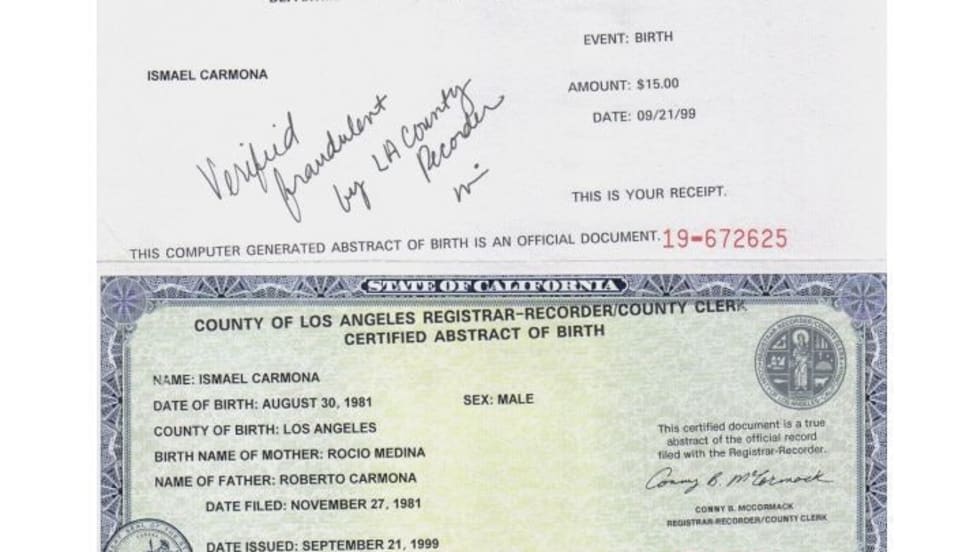 EVENT: BIRTH
ISMAEL CARMONA
AMOUNT: $15.00
DATE: 09/21/99
Verified
fraudulent
by LA County
Recorder
THIS IS YOUR RECEIPT.
THIS COMPUTER GENERATED ABSTRACT OF BIRTH IS AN OFFICIAL DOCUMENT. 19-672625
STATE OF CALIFORNIA
COUNTY OF LOS ANGELES REGISTRAR-RECORDER/COUNTY CLERK
CERTIFIED ABSTRACT OF BIRTH
NAME: ISMAEL CARMONA
DATE OF BIRTH: AUGUST 30, 1981 SEX: MALE
COUNTY OF BIRTH: LOS ANGELES
BIRTH NAME OF MOTHER: ROCIO MEDINA
NAME OF FATHER: ROBERTO CARMONA
DATE FILED: NOVEMBER 27, 1981
DATE ISSUED: SEPTEMBER 21, 1999
This certified document is a true
abstract of the official record
filed with the Registrar-Recorder.
Conny B. McCormack
CONNY B. MCCORMACK
REGISTRAR-RECORDER/COUNTY CLERK